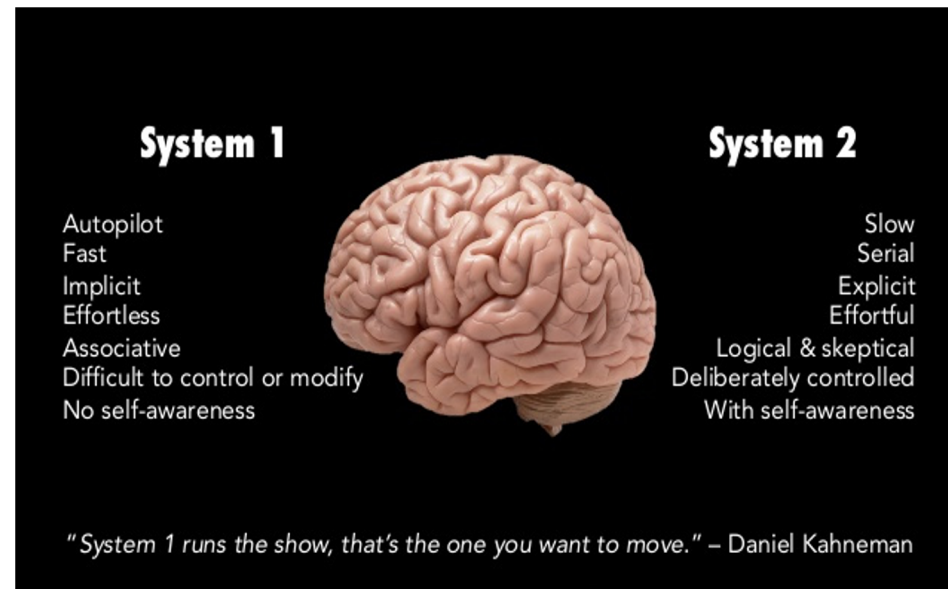 System 1
Autopilot
Fast
Implicit
Effortless
Associative
Difficult to control or modify
No self-awareness
System 2
Slow
Serial
Explicit
Effortful
Logical & skeptical
Deliberately controlled
With self-awareness
“System 1 runs the show, that’s the one you want to move.” – Daniel Kahneman